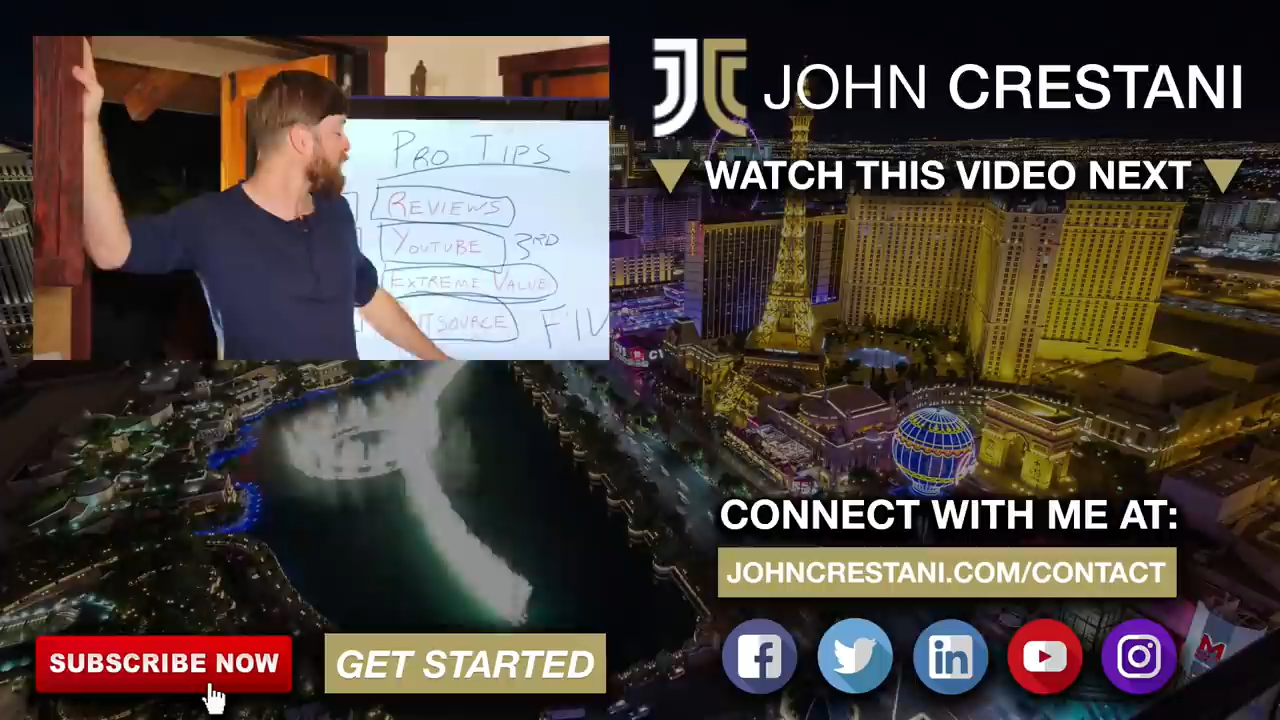 PRO TIPS
REVIEWS
YOUTUBE 3RD
EXTREME VALUE
JOHN CRESTANI
WATCH THIS VIDEO NEXT
CONNECT WITH ME AT:
JOHNCRESTANI.COM/CONTACT
SUBSCRIBE NOW
GET STARTED